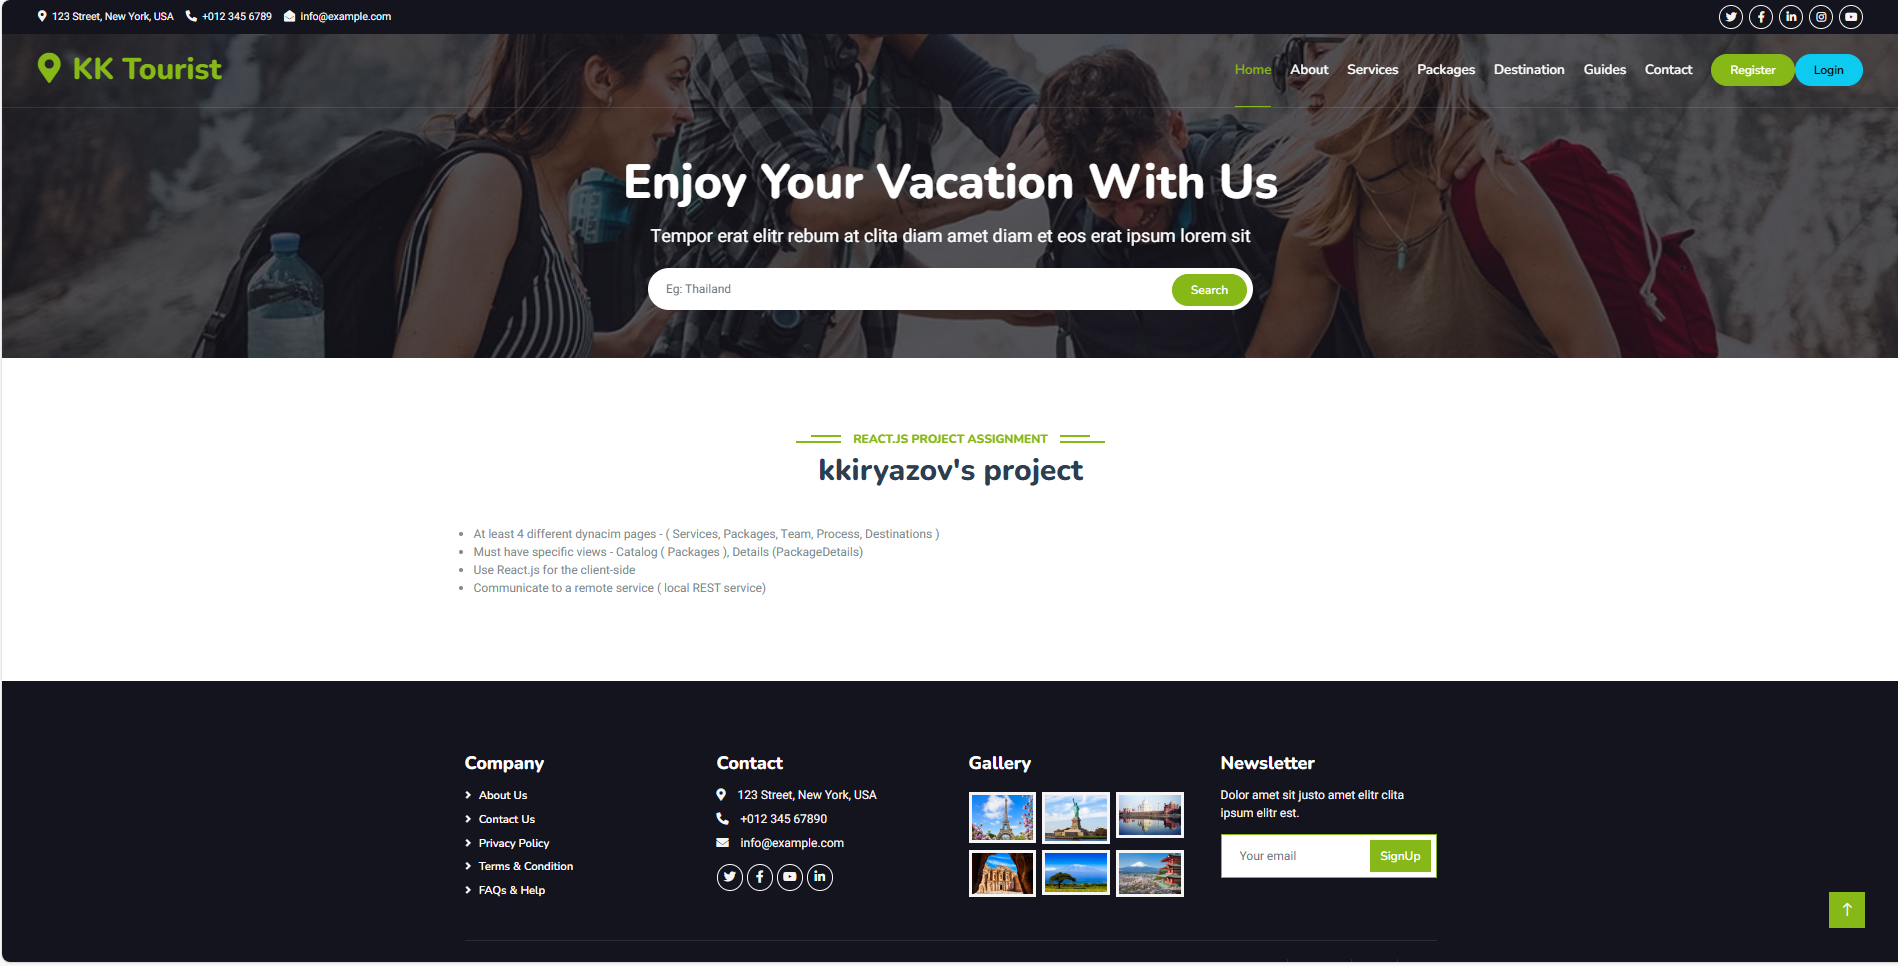 123 Street, New York, USA +012 345 6789 info@example.com
KK Tourist
Home About Services Packages Destination Guides Contact Register Login
Enjoy Your Vacation With Us
Tempor erat elitr rebum at clita diam amet diam et eos erat ipsum lorem sit
Eg: Thailand Search
REACT.JS PROJECT ASSIGNMENT
kkiryazov's project
At least 4 different dynacim pages - ( Services, Packages, Team, Process, Destinations )
Must have specific views - Catalog ( Packages ), Details (PackageDetails)
Use React.js for the client-side
Communicate to a remote service ( local REST service)
Company
About Us
Contact Us
Privacy Policy
Terms & Condition
FAQs & Help
Contact
123 Street, New York, USA
+012 345 67890
info@example.com
Gallery
Newsletter
Dolor amet sit justo amet elitr clita
ipsum elitr est.
Your email SignUp